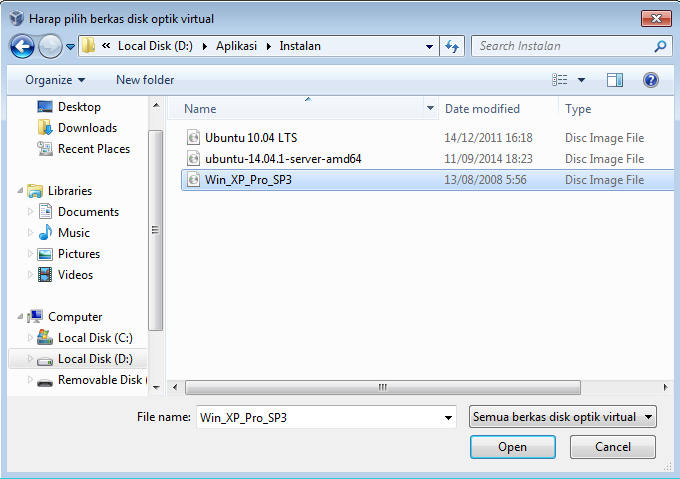 Harap pilih berkas disk optik virtual
« Local Disk (D:) Aplikasi Instalan Search Instalan
Organize New folder
Desktop
Downloads
Recent Places
Libraries
Documents
Music
Pictures
Videos
Computer
Local Disk (C:)
Local Disk (D:)
Removable Disk (
Name Date modified Type
Ubuntu 10.04 LTS 14/12/2011 16:18 Disc Image File
ubuntu-14.04.1-server-amd64 11/09/2014 18:23 Disc Image File
Win_XP_Pro_SP3 13/08/2008 5:56 Disc Image File
File name: Win_XP_Pro_SP3 Semua berkas disk optik virtual
Open Cancel